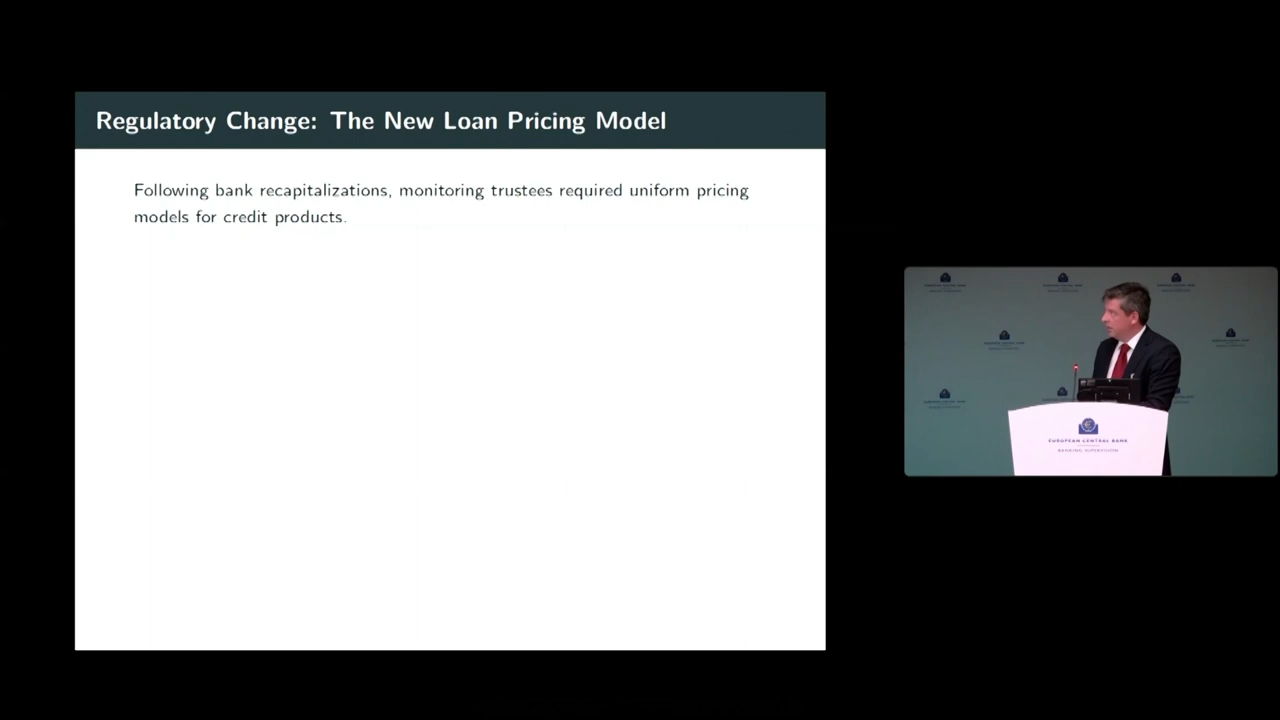 Regulatory Change: The New Loan Pricing Model
Following bank recapitalizations, monitoring trustees required uniform pricing
models for credit products.
EUROPEAN CENTRAL BANK
BANKING SUPERVISION